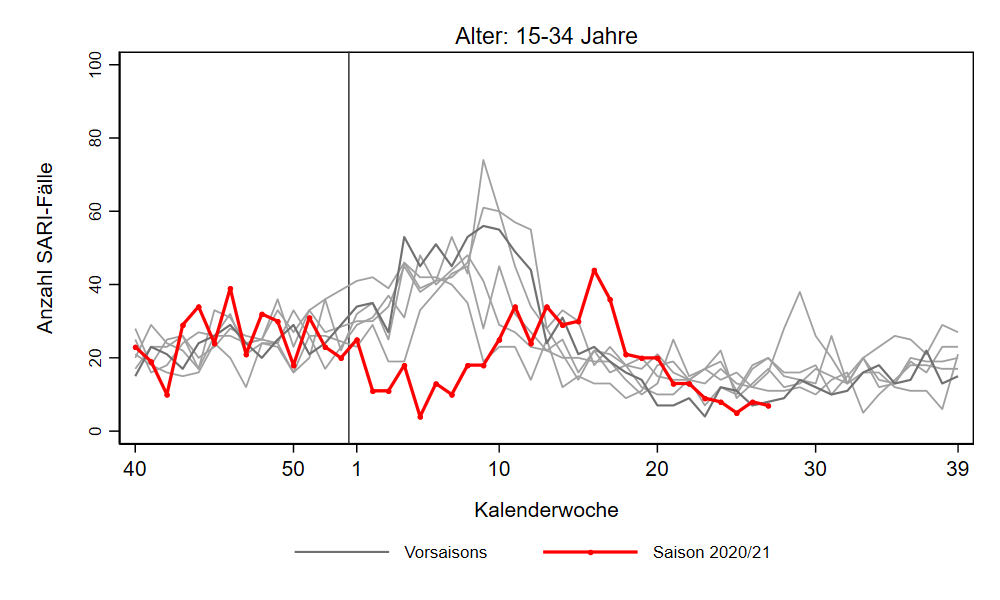 Alter: 15-34 Jahre
Anzahl SARI-Fälle
100
80
60
40
20
0
40 50 1 10 20 30 39
Kalenderwoche
Vorsaisons Saison 2020/21